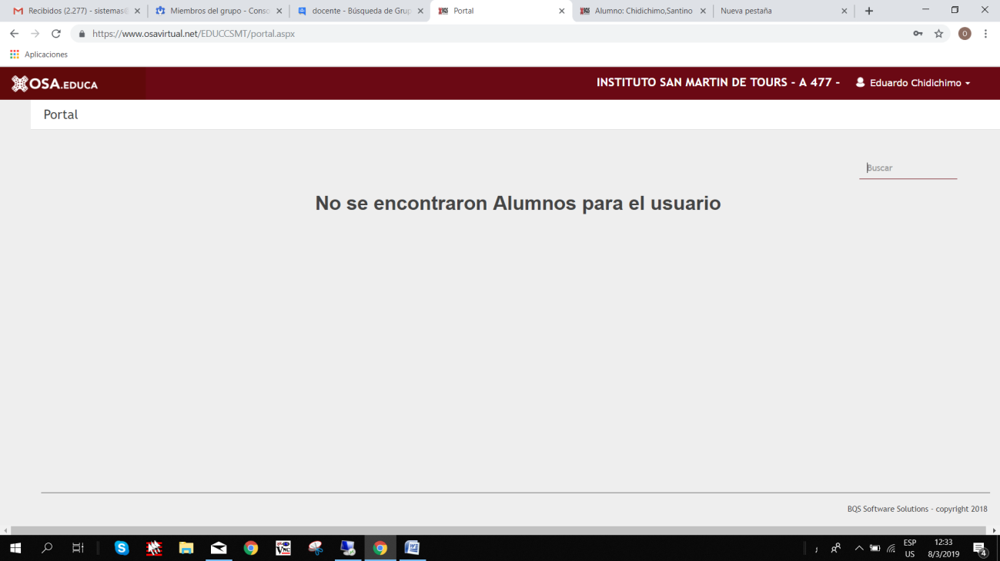 Recibidos (2.277) - sistemas@
Miembros del grupo - Conso
docente - Búsqueda de Grup
Portal
Alumno: Chidichimo,Santino
Nueva pestaña
https://www.osavirtual.net/EDUCCSMT/portal.aspx
O
Aplicaciones
OSA.EDUCA
INSTITUTO SAN MARTIN DE TOURS - A 477 -
Eduardo Chidichimo
Portal
Buscar
No se encontraron Alumnos para el usuario
BQS Software Solutions - copyright 2018
ESP
US
12:33
8/3/2019
4